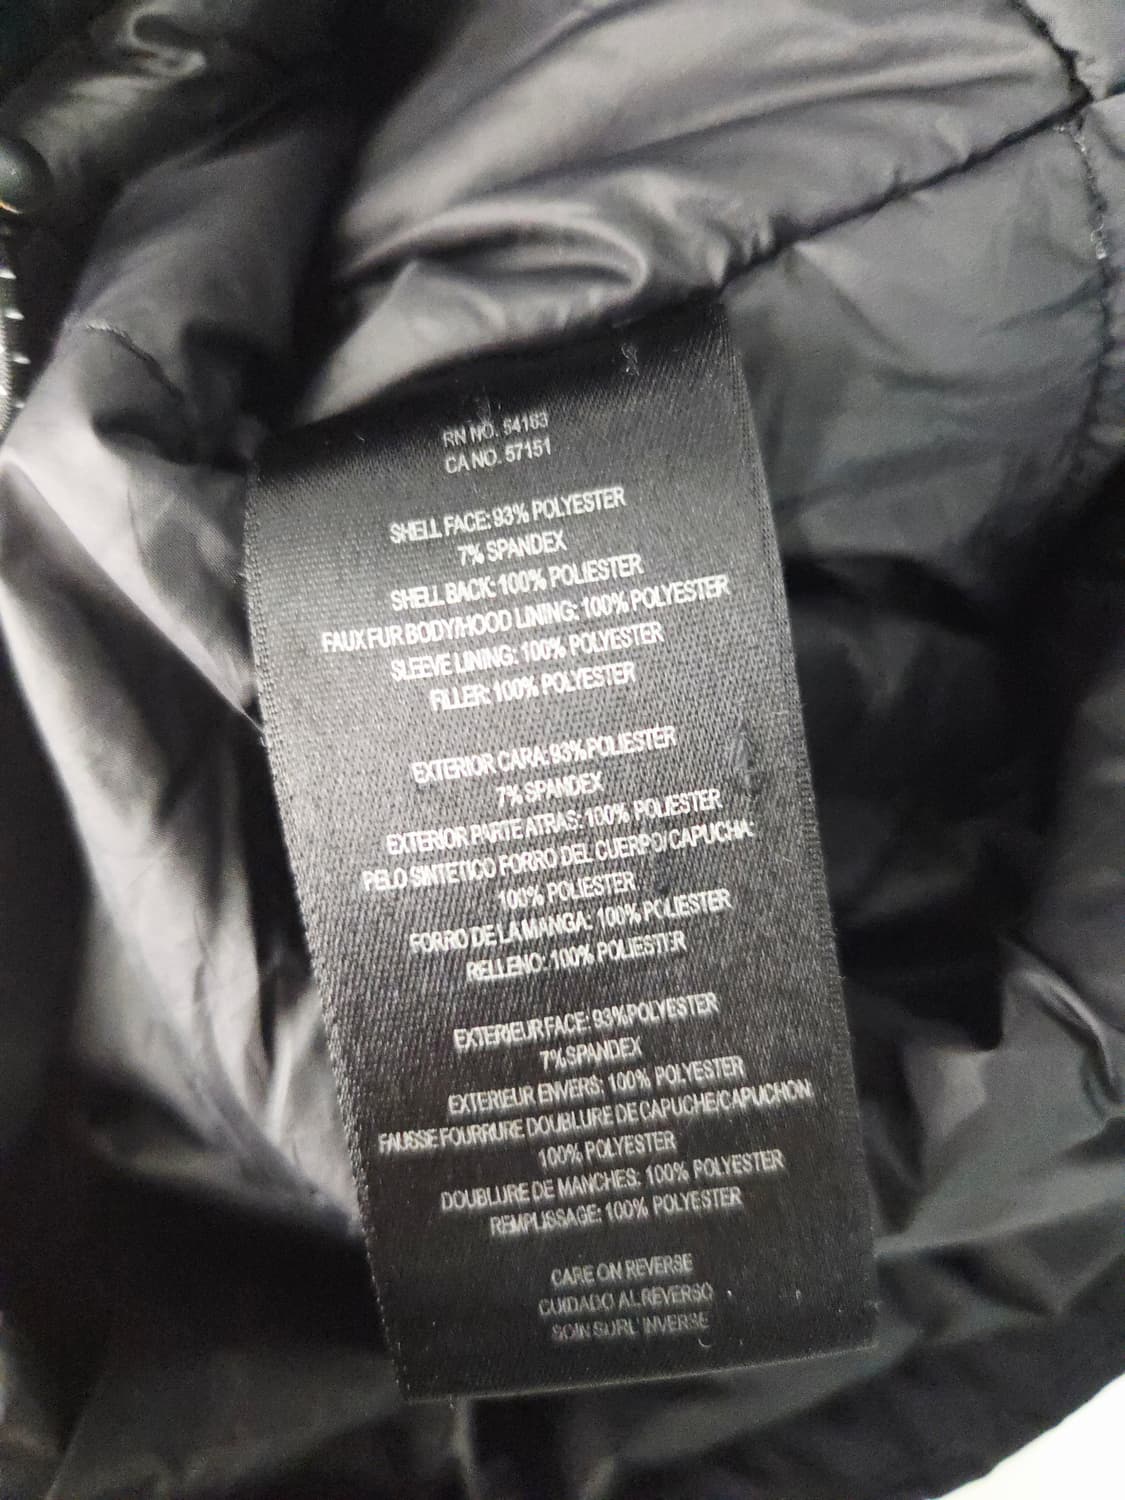 RN NO. 54163
CA NO. 57151
SHELL FACE: 93% POLYESTER
7% SPANDEX
SHELL BACK: 100% POLIESTER
FAUX FUR BODY/HOOD LINING: 100% POLYESTER
SLEEVE LINING: 100% POLYESTER
FILLER: 100% POLYESTER
EXTERIOR CARA: 93% POLIESTER
7% SPANDEX
EXTERIOR PARTE ATRAS: 100% POLIESTER
PELO SINTETICO FORRO DEL CUERPO/ CAPUCHA:
100% POLIESTER
FORRO DE LA MANGA: 100% POLIESTER
RELLENO: 100% POLIESTER
EXTERIEUR FACE: 93%POLYESTER
7%SPANDEX
EXTERIEUR ENVERS: 100% POLYESTER
FAUSSE FOURRURE DOUBLURE DE CAPUCHE/CAPUCHON
100% POLYESTER
DOUBLURE DE MANCHES: 100% POLYESTER
REMPLISSAGE: 100% POLYESTER
CARE ON REVERSE
CUIDADO AL REVERSO
SOIN SUR L'INVERSE